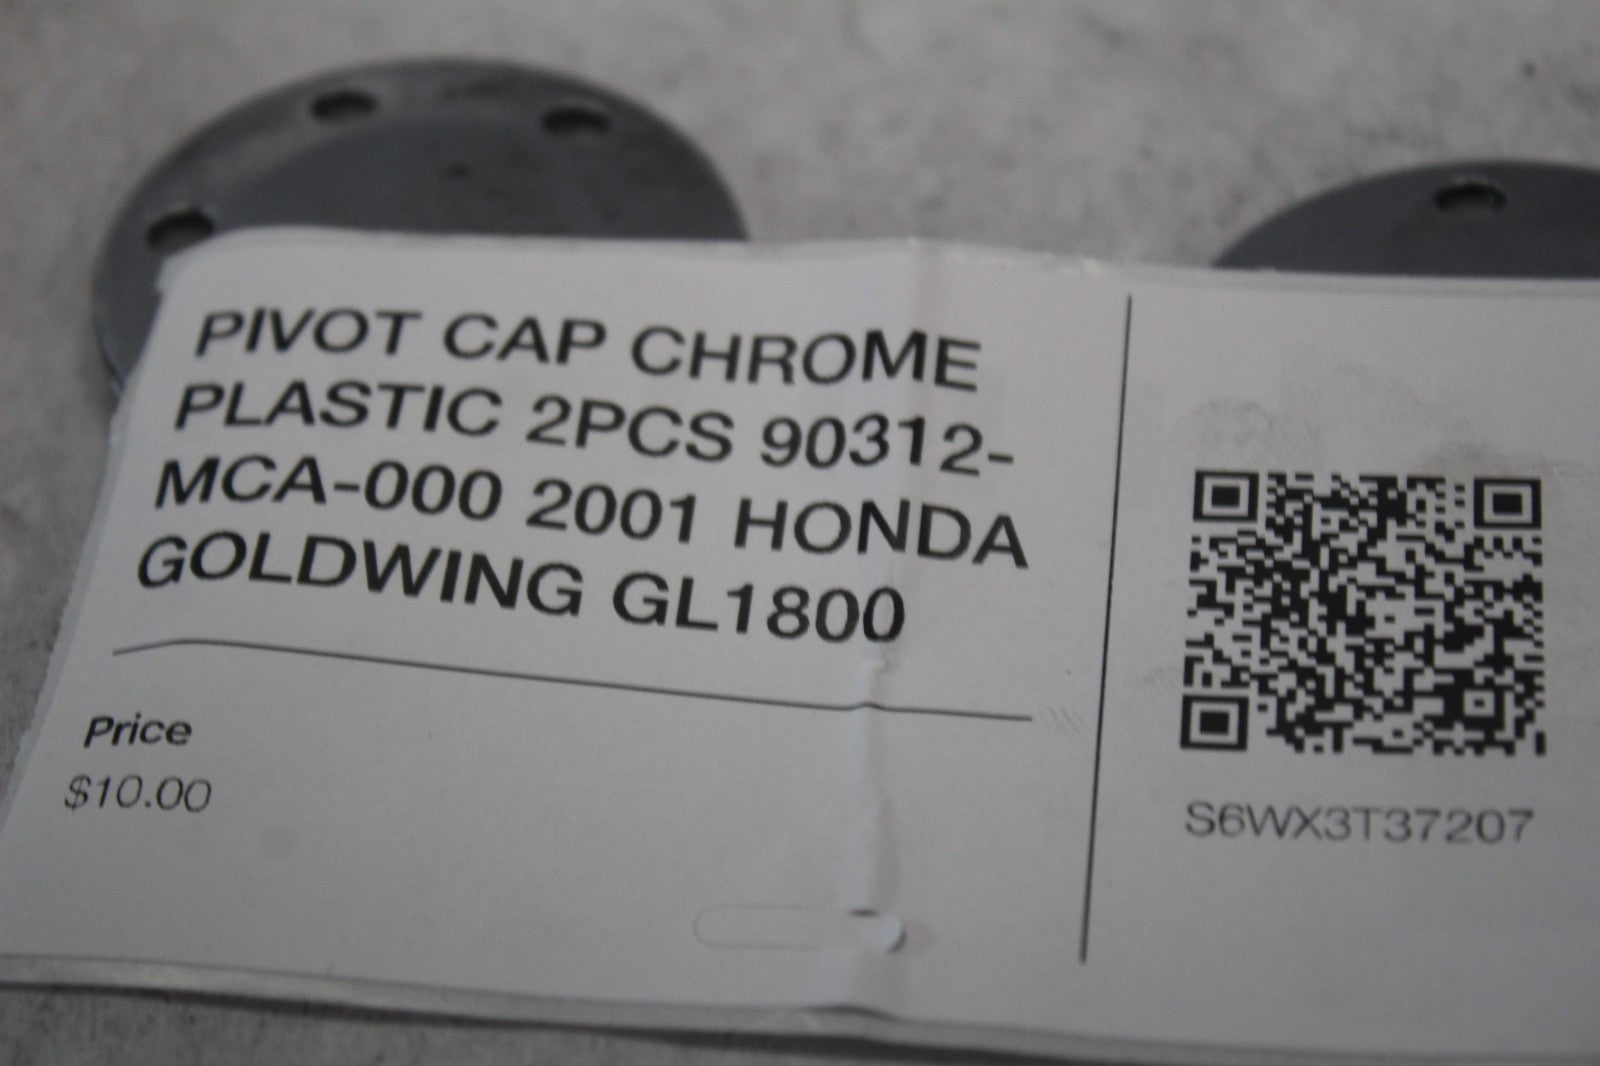 PIVOT CAP CHROME
PLASTIC 2PCS 90312-
MCA-000 2001 HONDA
GOLDWING GL1800
Price
$10.00
S6WX3T37207